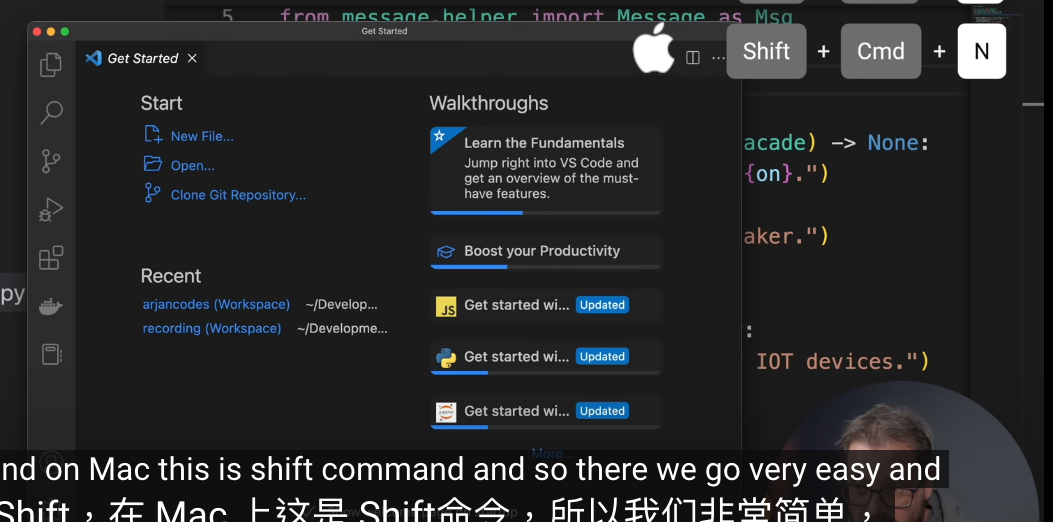 5 from message.helper import Message as Msg
Get Started
Get Started
Shift + Cmd + N
Start
New File...
Open...
Clone Git Repository...
Recent
arjancodes (Workspace) ~/Develop...
recording (Workspace) ~/Developme...
Walkthroughs
Learn the Fundamentals
Jump right into VS Code and
get an overview of the must-
have features.
Boost your Productivity
JS Get started wi... Updated
Get started wi... Updated
jupyter Get started wi... Updated
More...
acade) -> None:
{on}.")
aker.")
:
IOT devices.")
py
nd on Mac this is shift command and so there we go very easy and
Shift，在 Mac 上这是 Shift命令，所以我们非常简单，